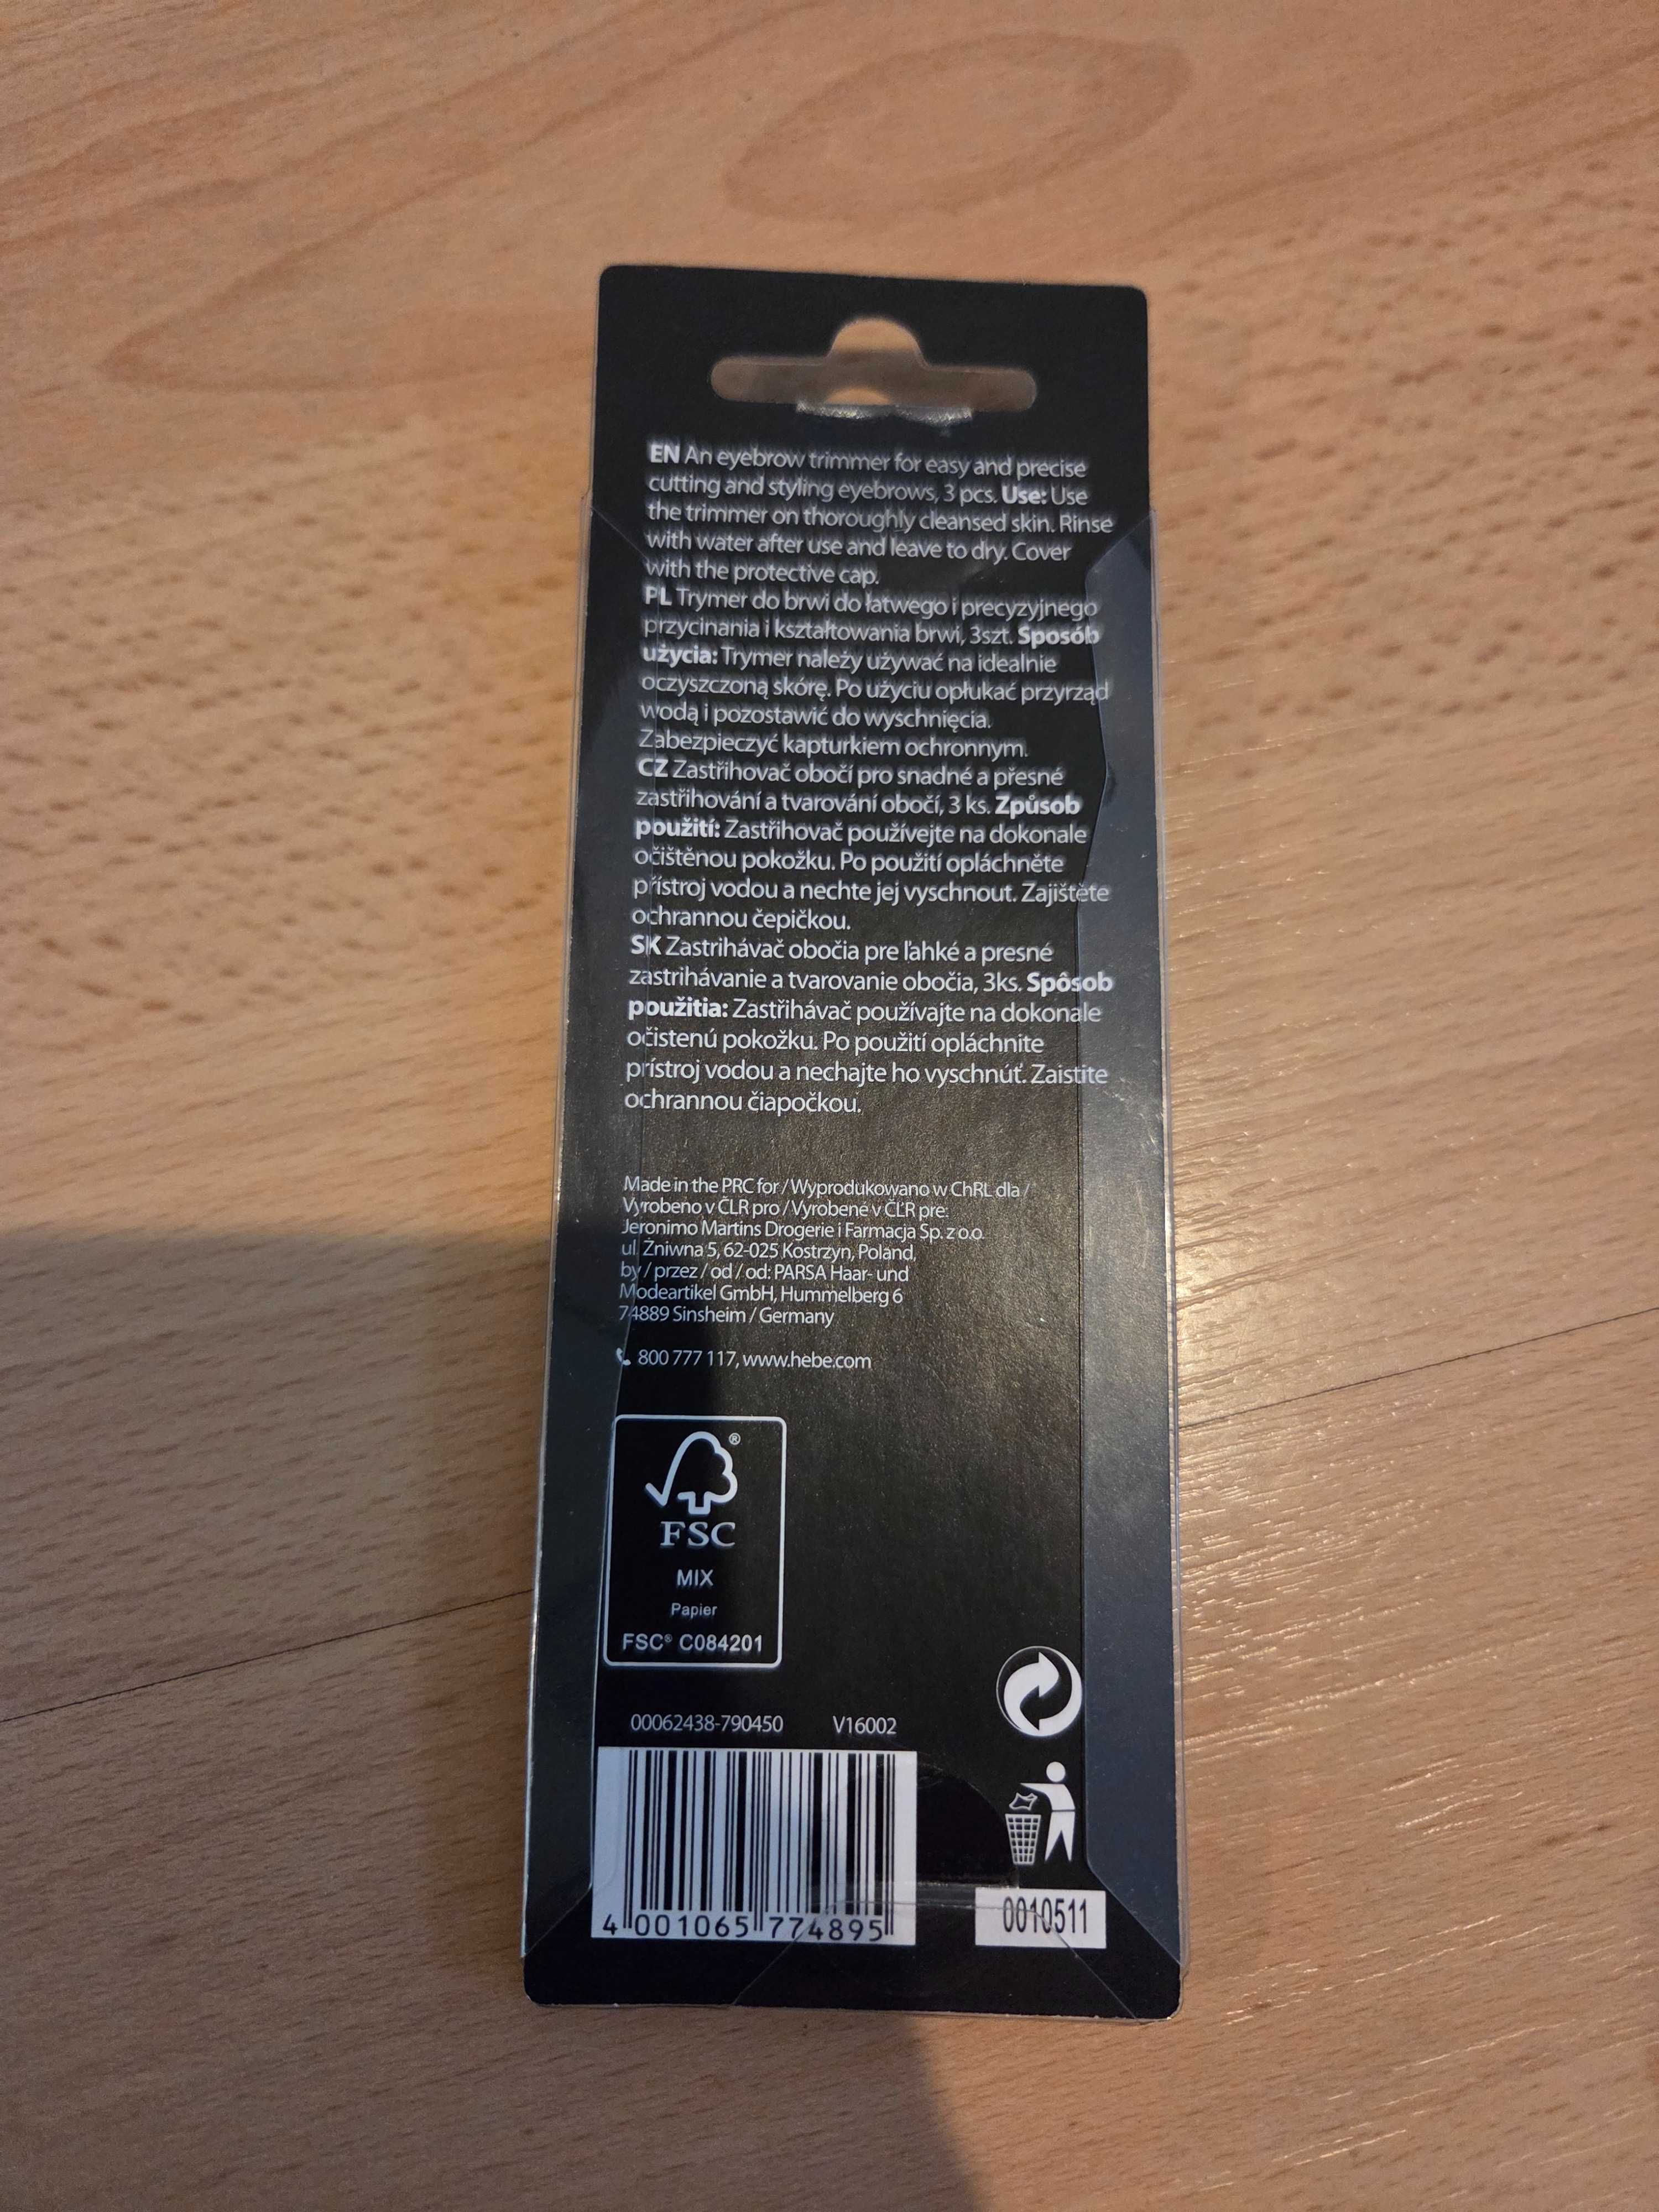 EN An eyebrow trimmer for easy and precise
cutting and styling eyebrows, 3 pcs. Use: Use
the trimmer on thoroughly cleansed skin. Rinse
with water after use and leave to dry. Cover
with the protective cap.
PL Trymer do brwi do łatwego i precyzyjnego
przycinania i kształtowania brwi, 3szt. Sposób
użycia: Trymer należy używać na idealnie
oczyszczoną skórę. Po użyciu opłukać przyrząd
wodą i pozostawić do wyschnięcia.
Zabezpieczyć kapturkiem ochronnym.
CZ Zastřihovač obočí pro snadné a přesné
zastřihování a tvarování obočí, 3 ks. Způsob
použití: Zastřihovač používejte na dokonale
očištěnou pokožku. Po použití opláchněte
přístroj vodou a nechte jej vyschnout. Zajištěte
ochrannou čepičkou.
SK Zastrihávač obočia pre ľahké a presné
zastrihávanie a tvarovanie obočia, 3ks. Spôsob
použitia: Zastřihávač používajte na dokonale
očistenú pokožku. Po použití opláchnite
prístroj vodou a nechajte ho vyschnúť. Zaistite
ochrannou čiapočkou.
Made in the PRC for / Wyprodukowano w ChRL dla /
Vyrobeno v ČLR pro / Vyrobené v ČĽR pre:
Jeronimo Martins Drogerie i Farmacja Sp. z o.o.
ul. Żniwna 5, 62-025 Kostrzyn, Poland,
by / przez / od / od: PARSA Haar- und
Modeartikel GmbH, Hummelberg 6
74889 Sinsheim / Germany
800 777 117, www.hebe.com
®
FSC
MIX
Papier
FSC® C084201
00062438-790450 V16002
4 001065 774895
0010511